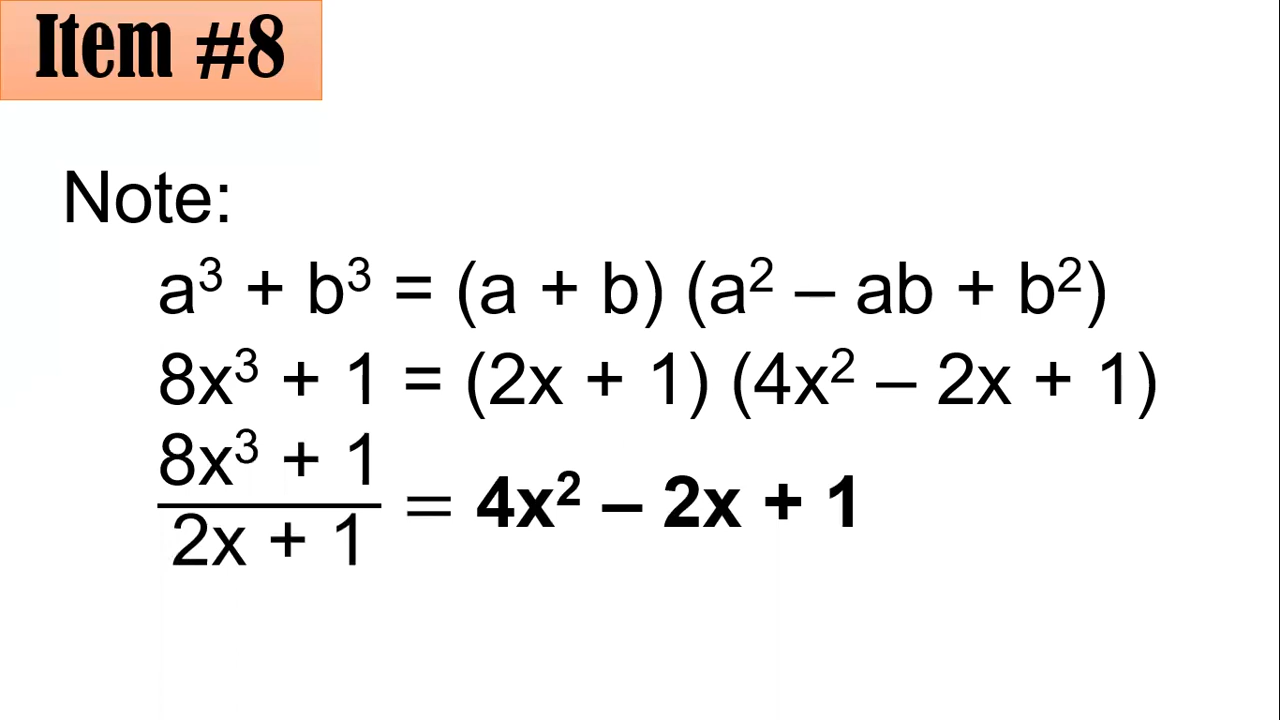 Item #8
Note:
a³ + b³ = (a + b) (a² – ab + b²)
8x³ + 1 = (2x + 1) (4x² – 2x + 1)
8x³ + 1
2x + 1
= 4x² – 2x + 1